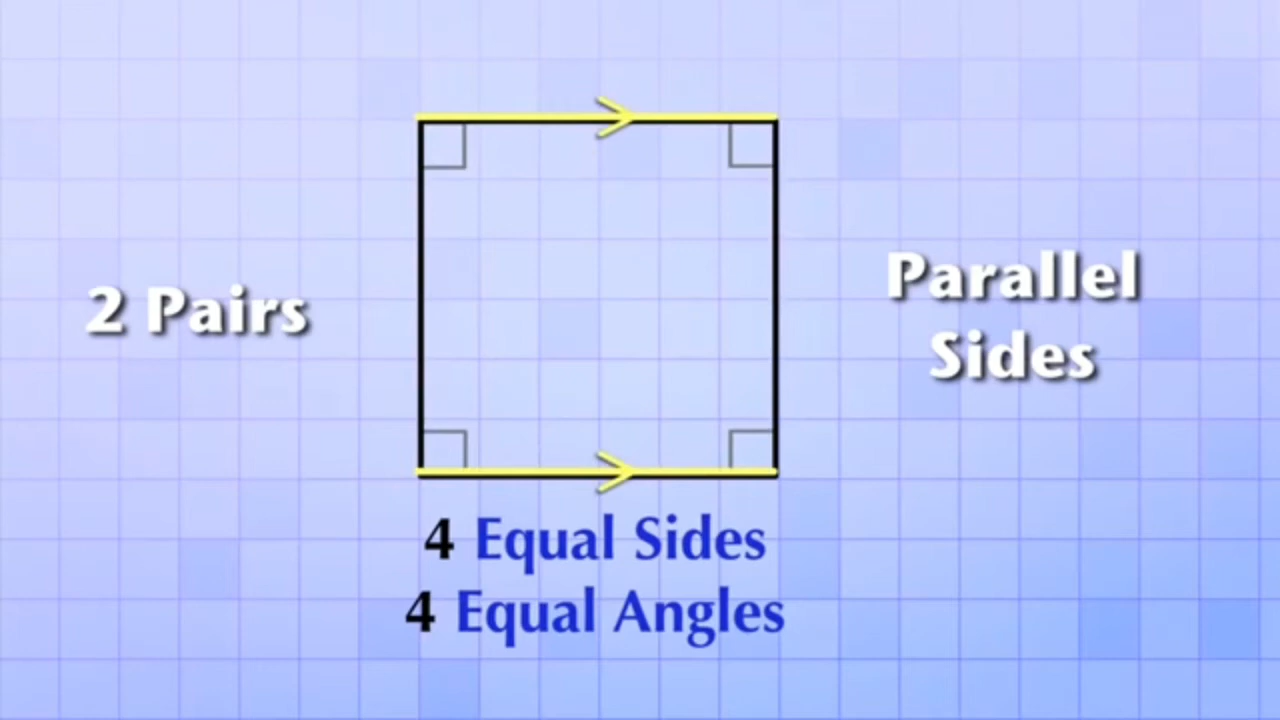 2 Pairs
Parallel
Sides
4 Equal Sides
4 Equal Angles